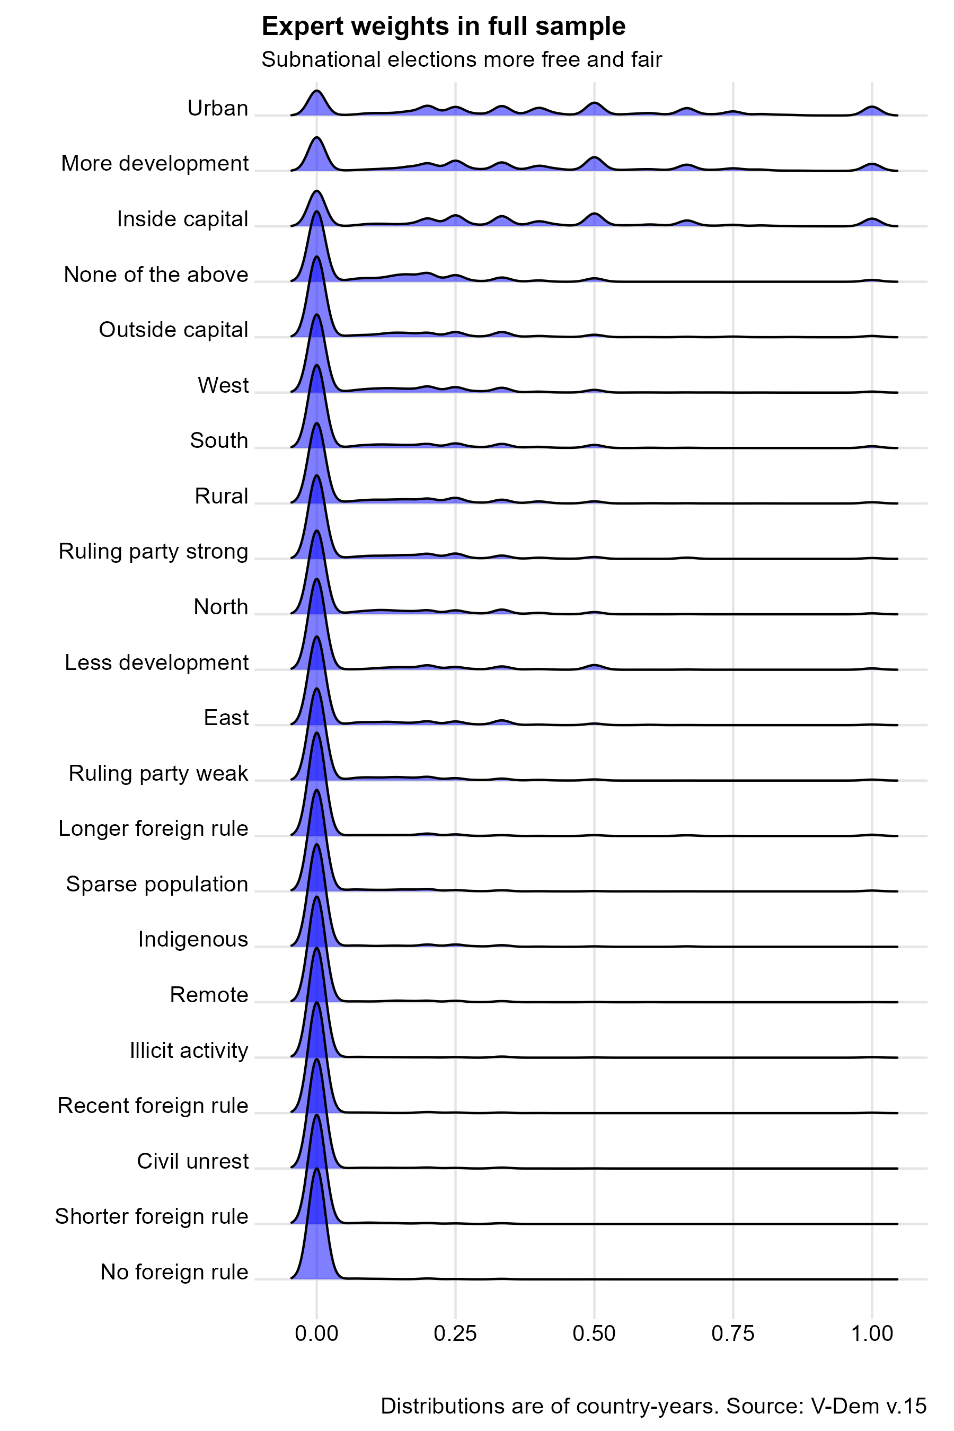 Expert weights in full sample
Subnational elections more free and fair
Urban
More development
Inside capital
None of the above
Outside capital
West
South
Rural
Ruling party strong
North
Less development
East
Ruling party weak
Longer foreign rule
Sparse population
Indigenous
Remote
Illicit activity
Recent foreign rule
Civil unrest
Shorter foreign rule
No foreign rule
0.00 0.25 0.50 0.75 1.00
Distributions are of country-years. Source: V-Dem v.15